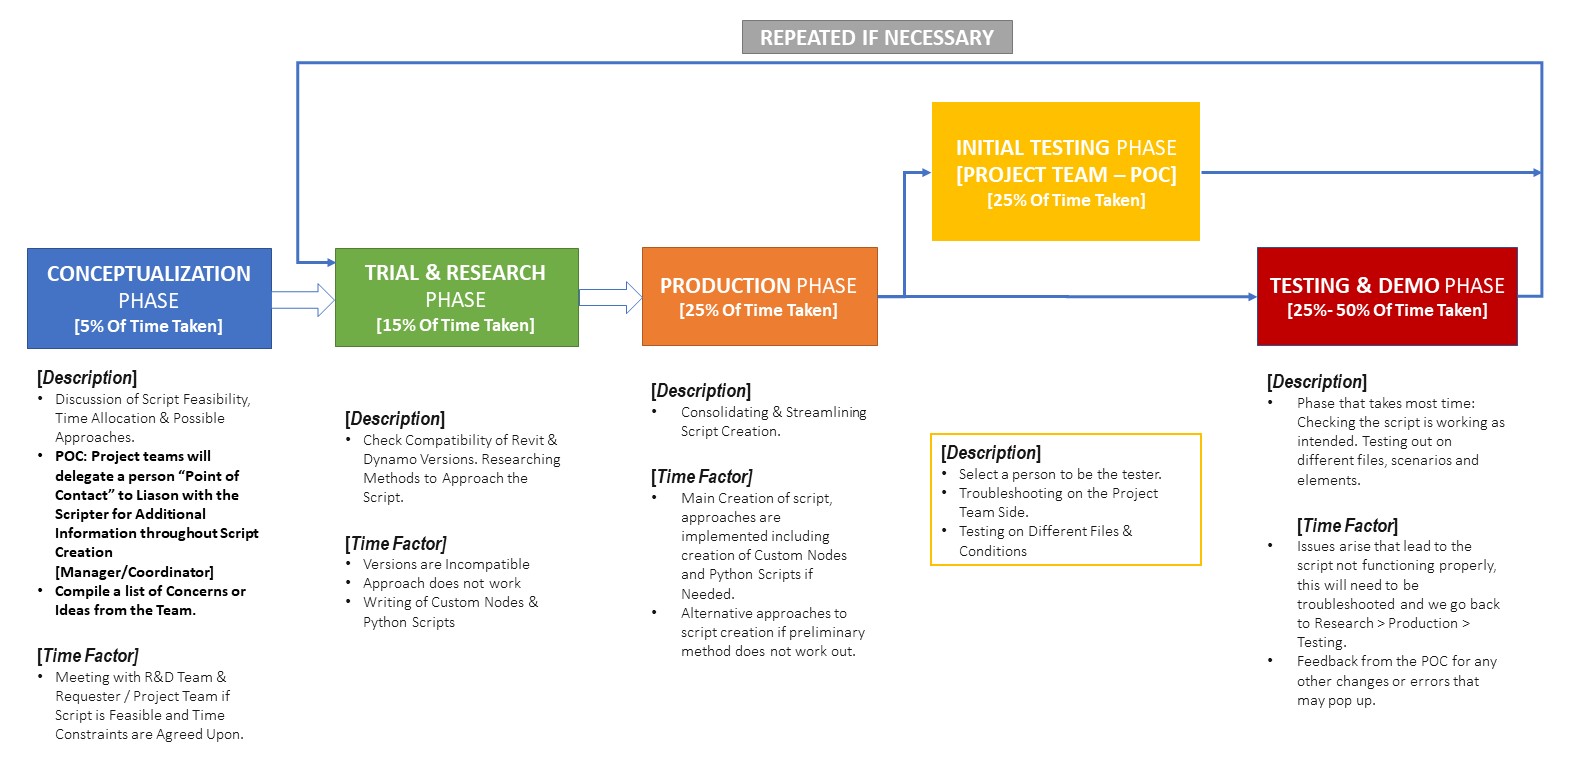 REPEATED IF NECESSARY
INITIAL TESTING PHASE
[PROJECT TEAM – POC]
[25% Of Time Taken]
CONCEPTUALIZATION
PHASE
[5% Of Time Taken]
TRIAL & RESEARCH
PHASE
[15% Of Time Taken]
PRODUCTION PHASE
[25% Of Time Taken]
TESTING & DEMO PHASE
[25%- 50% Of Time Taken]
[Description]
• Discussion of Script Feasibility,
Time Allocation & Possible
Approaches.
• POC: Project teams will
delegate a person “Point of
Contact” to Liason with the
Scripter for Additional
Information throughout Script
Creation
[Manager/Coordinator]
• Compile a list of Concerns or
Ideas from the Team.
[Time Factor]
• Meeting with R&D Team &
Requester / Project Team if
Script is Feasible and Time
Constraints are Agreed Upon.
[Description]
• Check Compatibility of Revit &
Dynamo Versions. Researching
Methods to Approach the
Script.
[Time Factor]
• Versions are Incompatible
• Approach does not work
• Writing of Custom Nodes &
Python Scripts
[Description]
• Consolidating & Streamlining
Script Creation.
[Time Factor]
• Main Creation of script,
approaches are
implemented including
creation of Custom Nodes
and Python Scripts if
Needed.
• Alternative approaches to
script creation if preliminary
method does not work out.
[Description]
• Select a person to be the tester.
• Troubleshooting on the Project
Team Side.
• Testing on Different Files &
Conditions
[Description]
• Phase that takes most time:
Checking the script is working as
intended. Testing out on
different files, scenarios and
elements.
[Time Factor]
• Issues arise that lead to the
script not functioning properly,
this will need to be
troubleshooted and we go back
to Research > Production >
Testing.
• Feedback from the POC for any
other changes or errors that
may pop up.